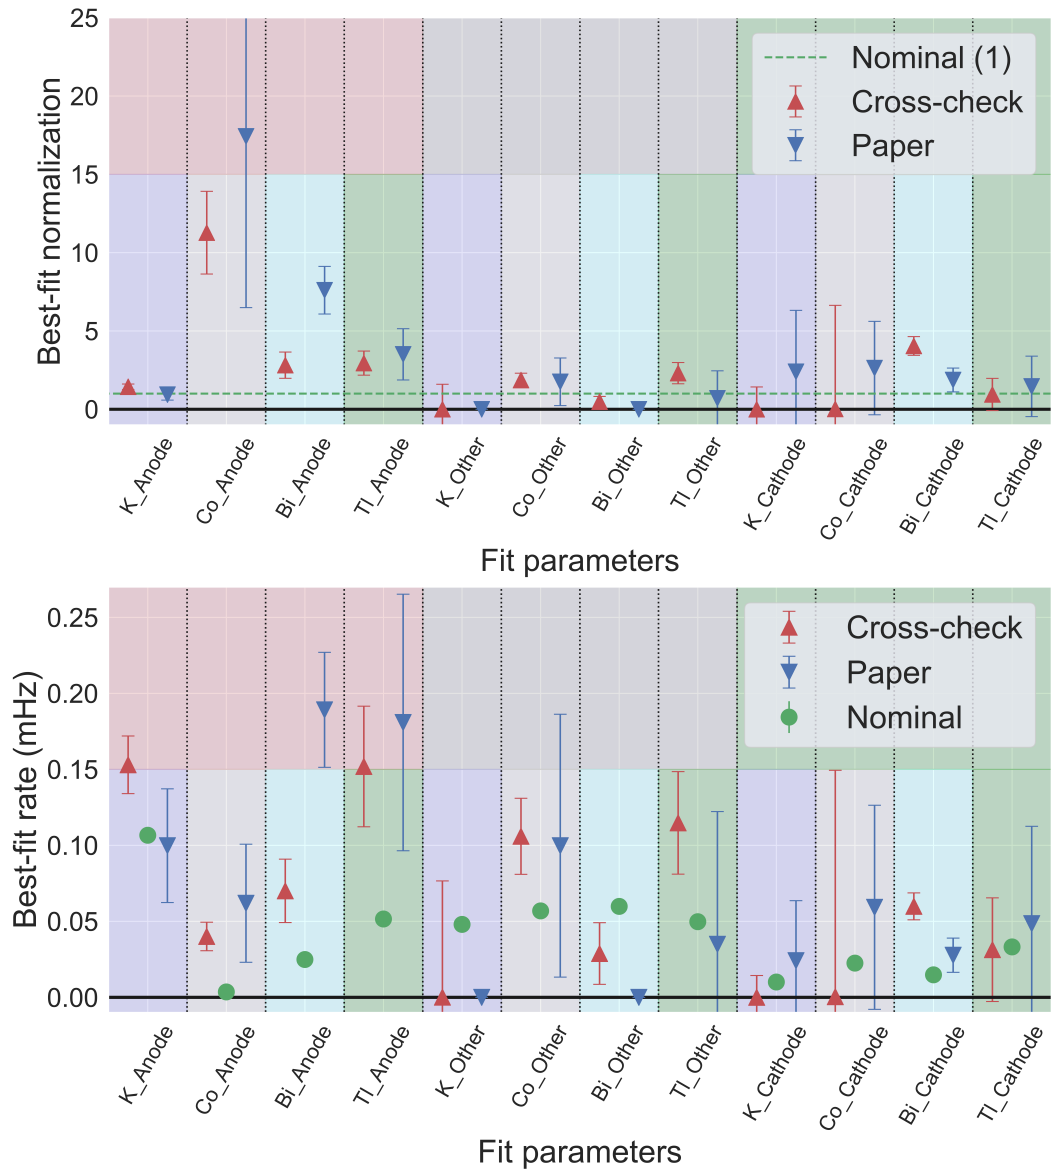 Best-fit normalization
25
20
15
10
5
0
Nominal (1)
Cross-check
Paper
K_Anode
Co_Anode
Bi_Anode
Tl_Anode
K_Other
Co_Other
Bi_Other
Tl_Other
K_Cathode
Co_Cathode
Bi_Cathode
Tl_Cathode
Fit parameters
Best-fit rate (mHz)
0.25
0.20
0.15
0.10
0.05
0.00
Cross-check
Paper
Nominal
K_Anode
Co_Anode
Bi_Anode
Tl_Anode
K_Other
Co_Other
Bi_Other
Tl_Other
K_Cathode
Co_Cathode
Bi_Cathode
Tl_Cathode
Fit parameters